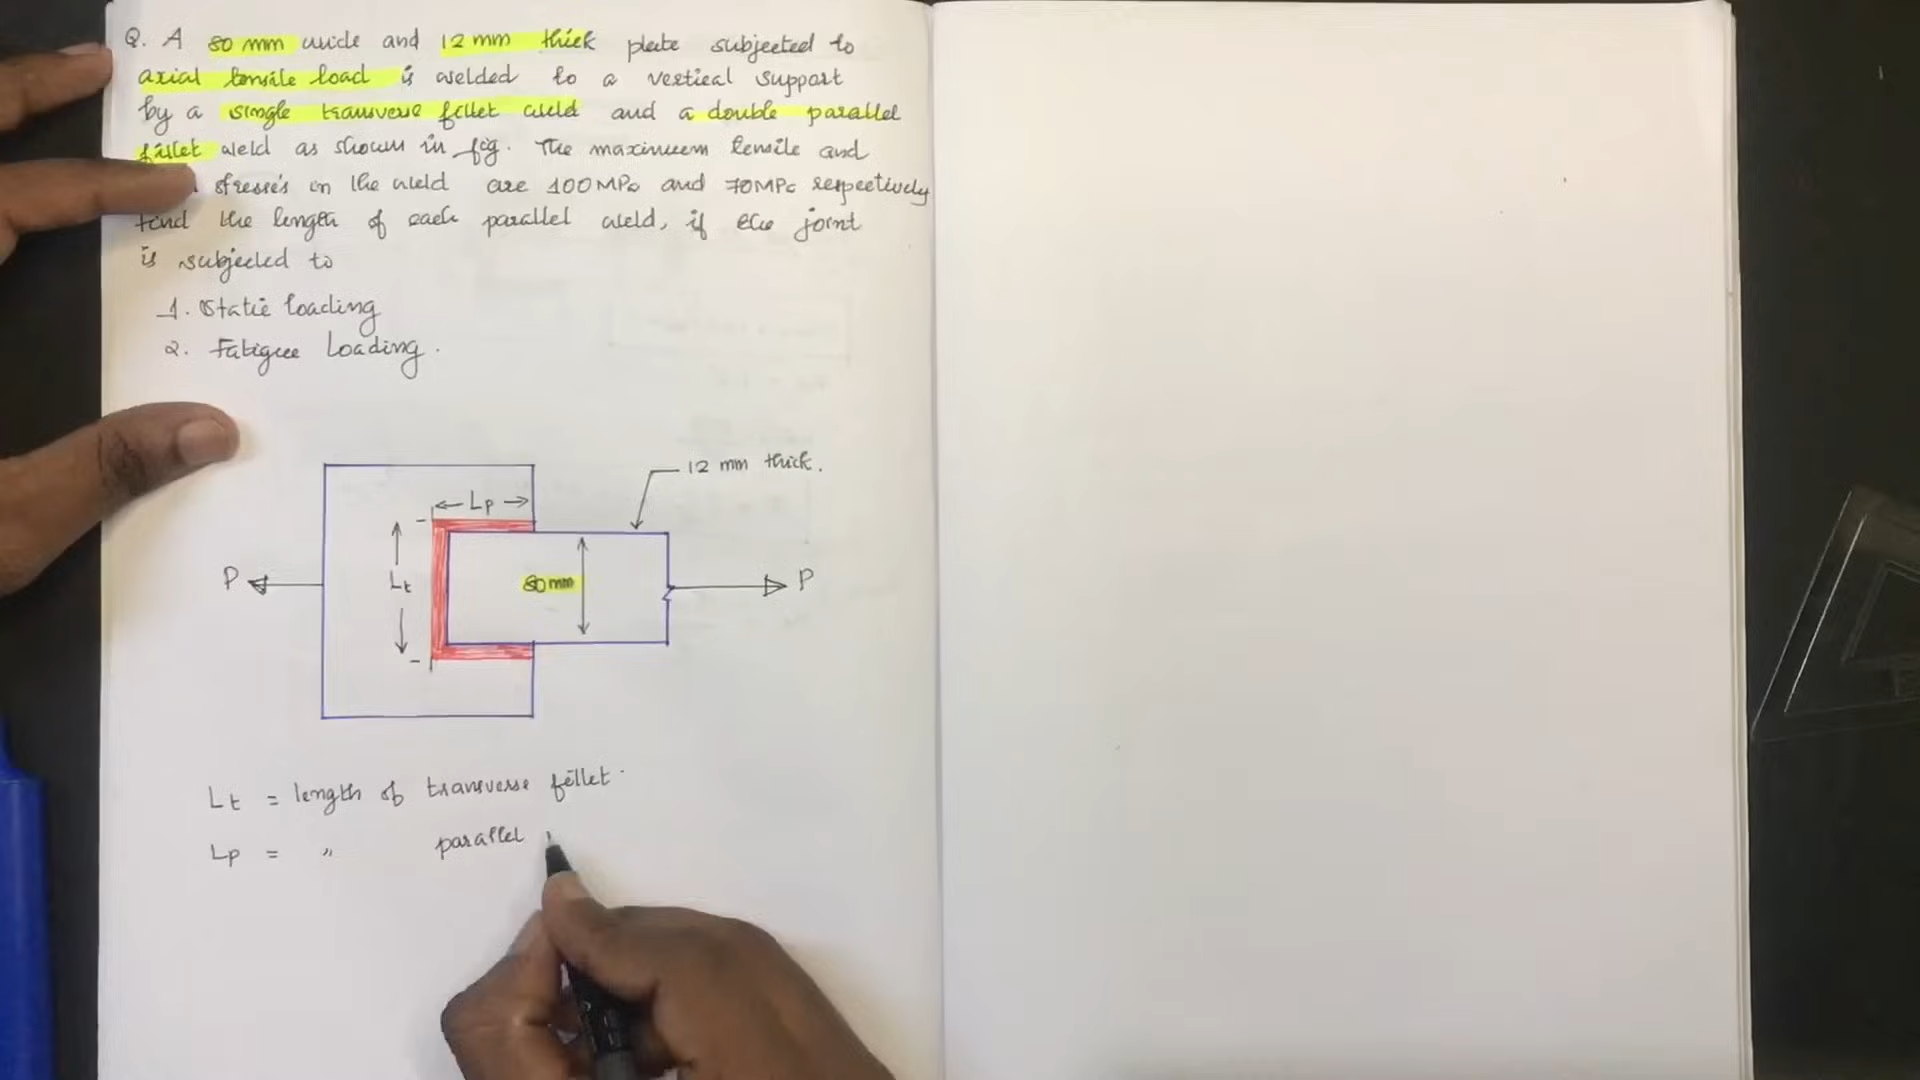 Q. A 80 mm wide and 12 mm thick plate subjected to
axial tensile load is welded to a vertical support
by a single transverse fillet weld and a double parallel
fillet weld as shown in fig. The maximum tensile and
stresses in the weld are 100 MPa and 70 MPa respectively
find the length of each parallel weld, if the joint
is subjected to
1. Static loading
2. Fatigue Loading.
12 mm thick.
← Lp →
P
Lt
80 mm
P
Lt = length of transverse fillet.
Lp = " parallel